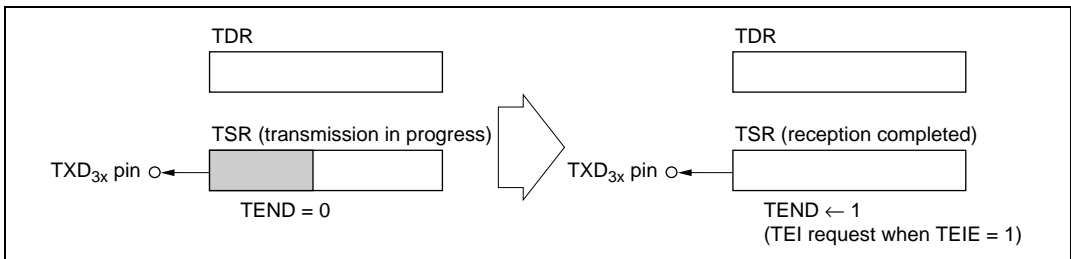 TDR
TSR (transmission in progress)
TXD3x pin
TEND = 0
TDR
TSR (reception completed)
TXD3x pin
TEND ← 1
(TEI request when TEIE = 1)